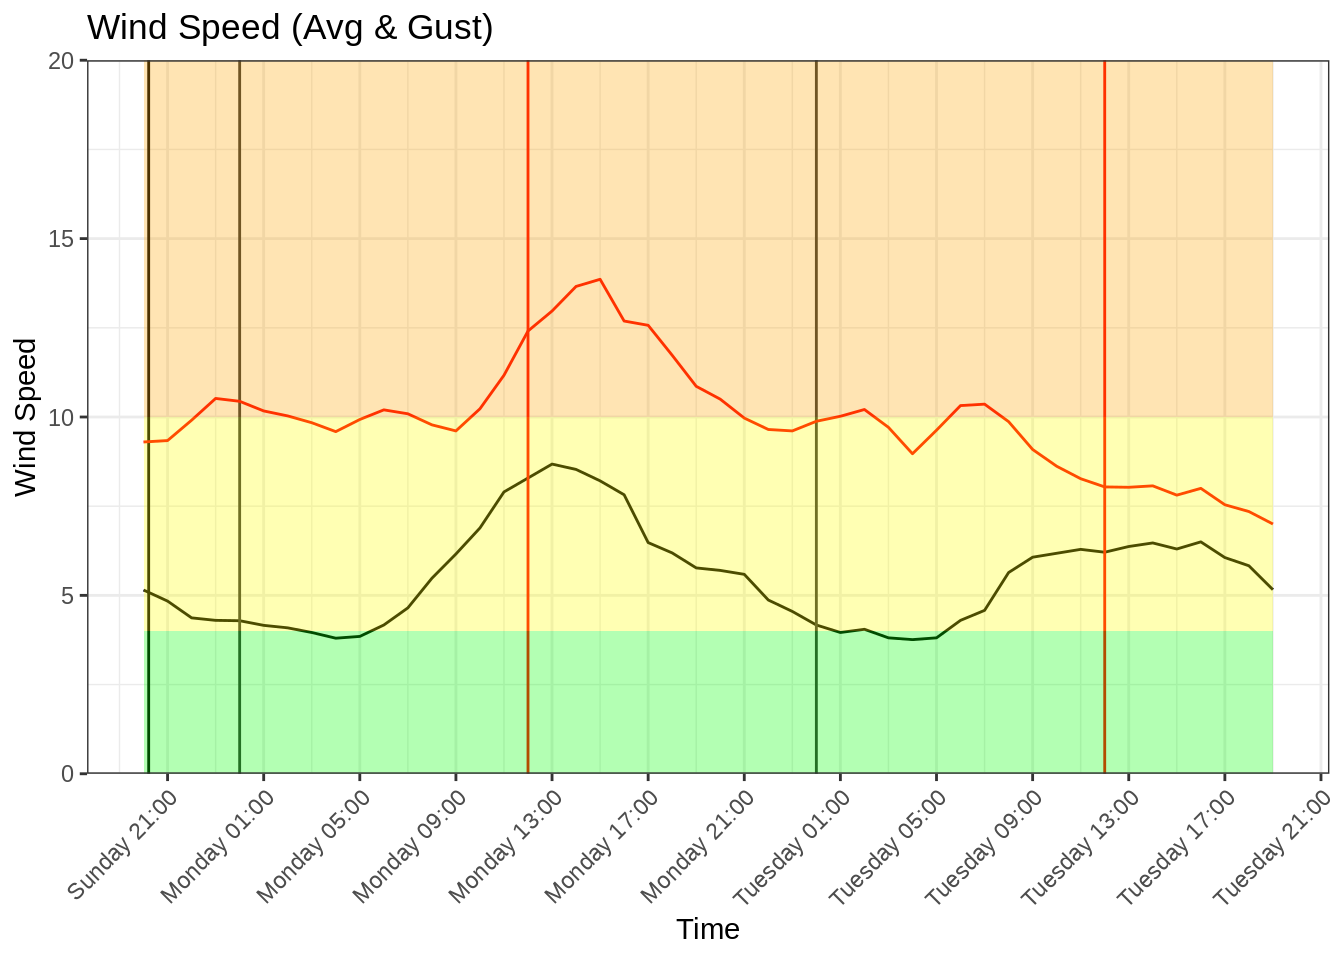 Wind Speed (Avg & Gust)
20
15
10
5
0
Wind Speed
Sunday 21:00
Monday 01:00
Monday 05:00
Monday 09:00
Monday 13:00
Monday 17:00
Monday 21:00
Tuesday 01:00
Tuesday 05:00
Tuesday 09:00
Tuesday 13:00
Tuesday 17:00
Tuesday 21:00
Time